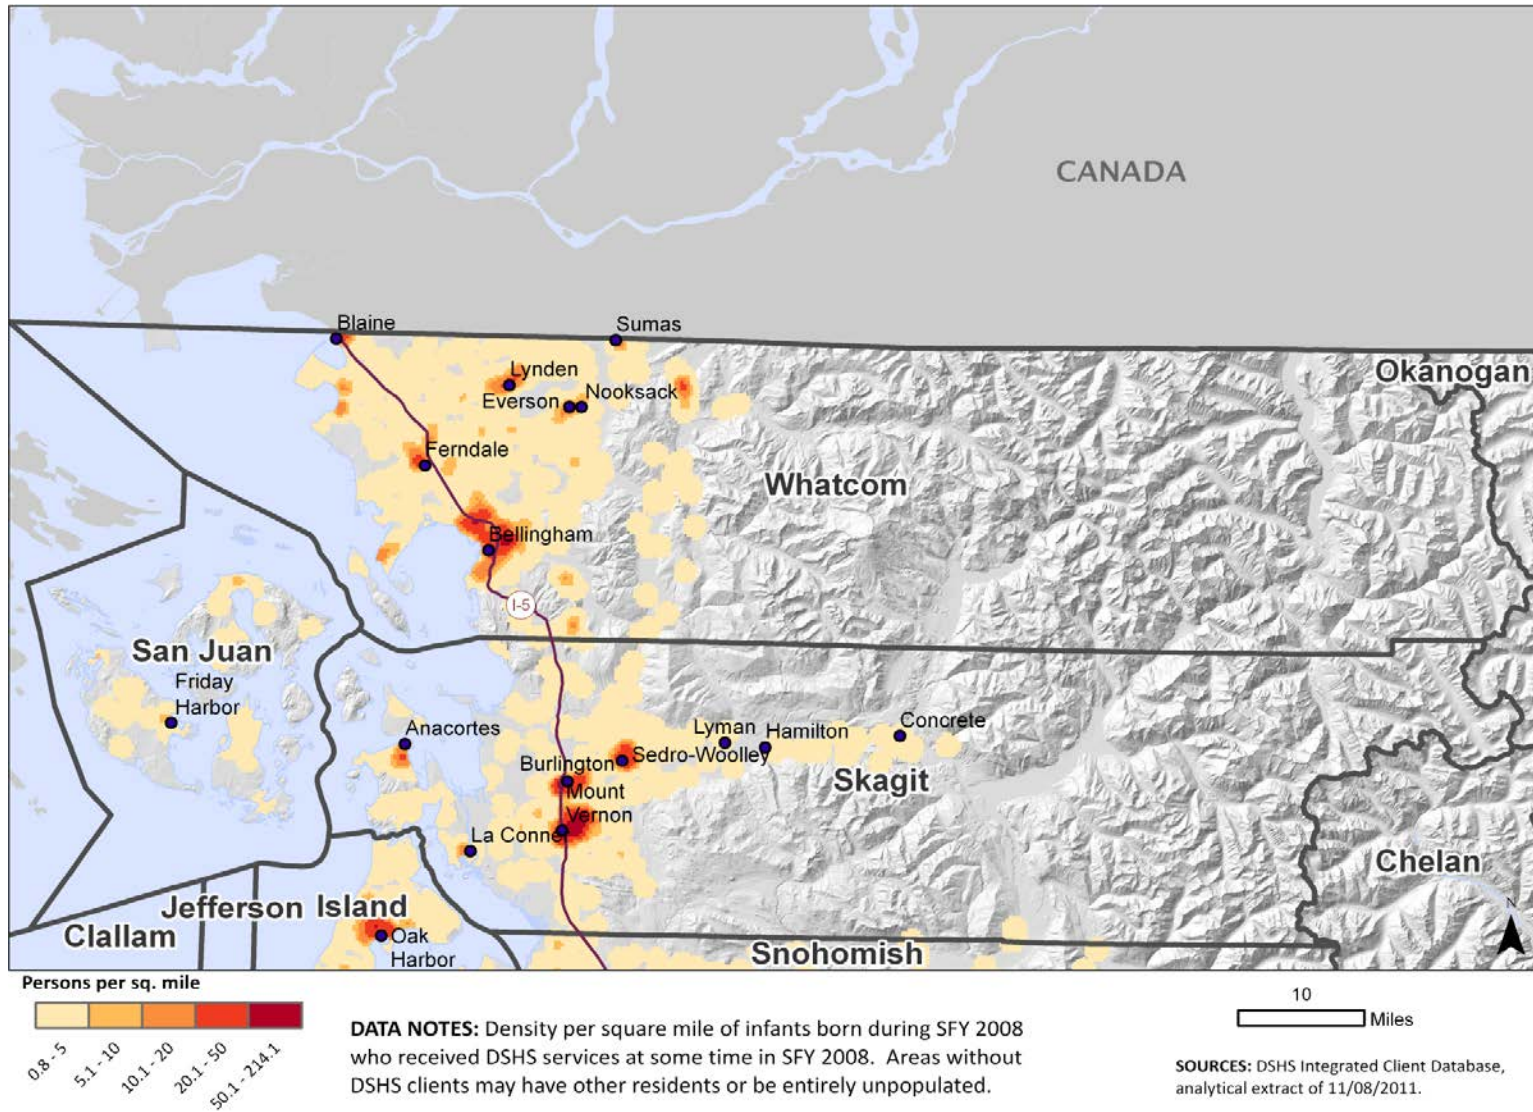 CANADA
Blaine
Sumas
Okanogan
Lynden
Everson
Nooksack
Ferndale
Whatcom
Bellingham
I-5
San Juan
Friday
Harbor
Anacortes
Lyman
Hamilton
Concrete
Burlington
Sedro-Woolley
Skagit
Mount
Vernon
La Conner
Chelan
Jefferson
Island
Clallam
Oak
Harbor
Snohomish
N
Persons per sq. mile
0.8 - 5
5.1 - 10
10.1 - 20
20.1 - 50
50.1 - 214.1
DATA NOTES: Density per square mile of infants born during SFY 2008
who received DSHS services at some time in SFY 2008. Areas without
DSHS clients may have other residents or be entirely unpopulated.
10
Miles
SOURCES: DSHS Integrated Client Database,
analytical extract of 11/08/2011.